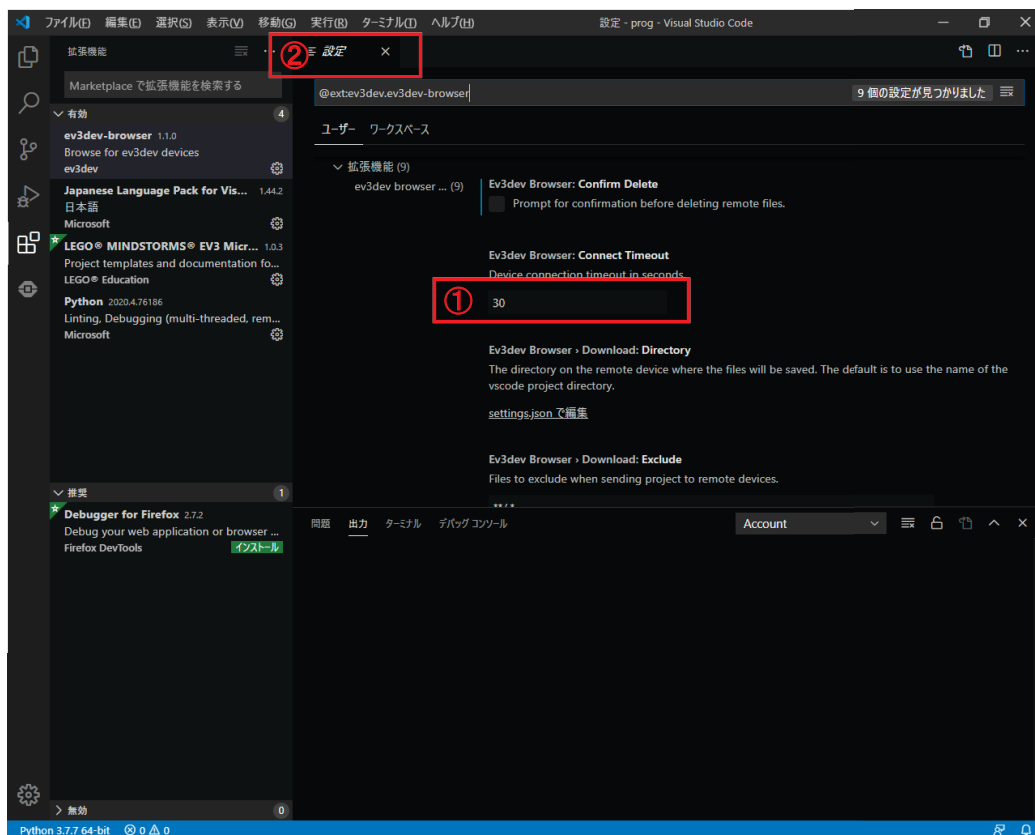 ファイル(F) 編集(E) 選択(S) 表示(V) 移動(G) 実行(R) ターミナル(T) ヘルプ(H) 設定 - prog - Visual Studio Code
拡張機能
Marketplace で拡張機能を検索する
有効 4
ev3dev-browser 1.1.0
Browse for ev3dev devices
ev3dev
Japanese Language Pack for Vis... 1.44.2
日本語
Microsoft
LEGO® MINDSTORMS® EV3 Micr... 1.0.3
Project templates and documentation fo...
LEGO® Education
Python 2020.4.76186
Linting, Debugging (multi-threaded, rem...
Microsoft
推奨 1
Debugger for Firefox 2.7.2
Debug your web application or browser ...
Firefox DevTools インストール
無効 0
② 設定
@ext:ev3dev.ev3dev-browser 9 個の設定が見つかりました
ユーザー ワークスペース
拡張機能 (9)
ev3dev browser ... (9)
Ev3dev Browser: Confirm Delete
Prompt for confirmation before deleting remote files.
Ev3dev Browser: Connect Timeout
Device connection timeout in seconds
① 30
Ev3dev Browser › Download: Directory
The directory on the remote device where the files will be saved. The default is to use the name of the
vscode project directory.
settings.json で編集
Ev3dev Browser › Download: Exclude
Files to exclude when sending project to remote devices.
問題 出力 ターミナル デバッグ コンソール Account
Python 3.7.7 64-bit 0 0